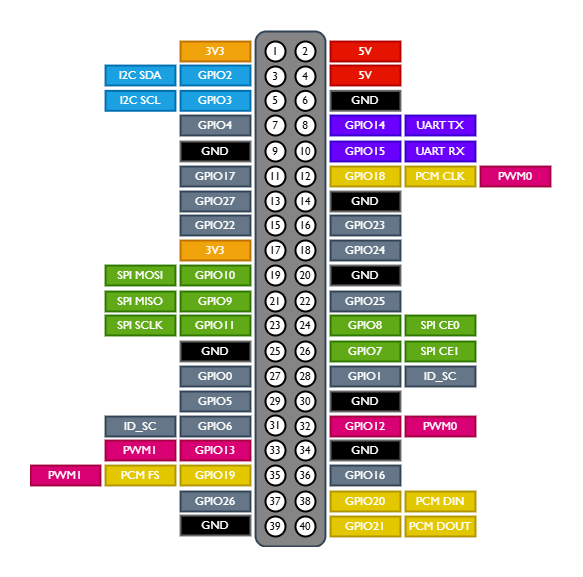 3V3 1 2 5V
I2C SDA GPIO2 3 4 5V
I2C SCL GPIO3 5 6 GND
GPIO4 7 8 GPIO14 UART TX
GND 9 10 GPIO15 UART RX
GPIO17 11 12 GPIO18 PCM CLK PWM0
GPIO27 13 14 GND
GPIO22 15 16 GPIO23
3V3 17 18 GPIO24
SPI MOSI GPIO10 19 20 GND
SPI MISO GPIO9 21 22 GPIO25
SPI SCLK GPIO11 23 24 GPIO8 SPI CE0
GND 25 26 GPIO7 SPI CE1
GPIO0 27 28 GPIO1 ID_SC
GPIO5 29 30 GND
ID_SC GPIO6 31 32 GPIO12 PWM0
PWM1 GPIO13 33 34 GND
PWM1 PCM FS GPIO19 35 36 GPIO16
GPIO26 37 38 GPIO20 PCM DIN
GND 39 40 GPIO21 PCM DOUT